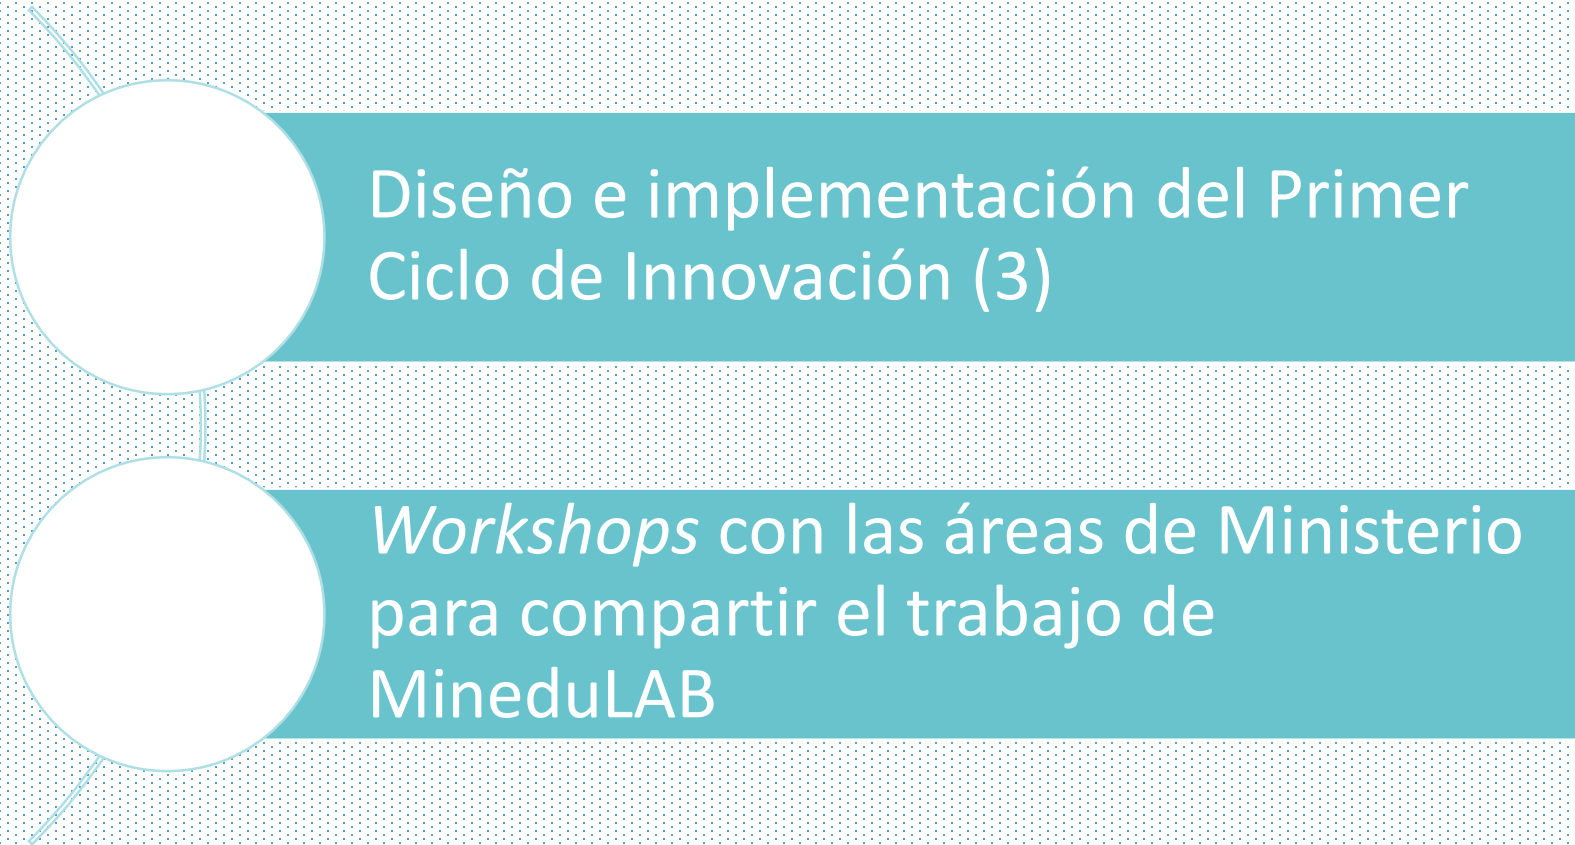 Diseño e implementación del Primer
Ciclo de Innovación (3)
Workshops con las áreas de Ministerio
para compartir el trabajo de
MineduLAB